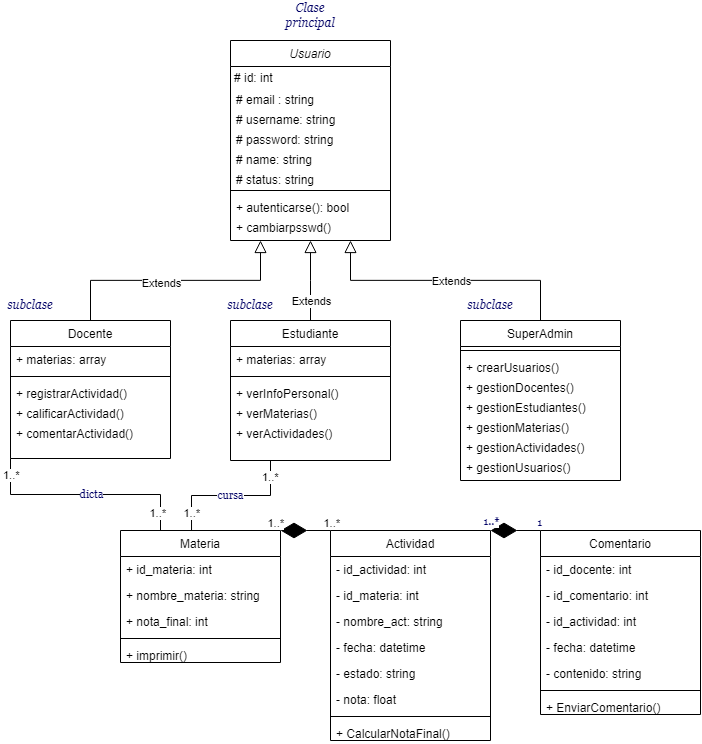 Clase
principal
Usuario
# id: int
# email : string
# username: string
# password: string
# name: string
# status: string
+ autenticarse(): bool
+ cambiarpsswd()
Extends
Extends
Extends
subclase
subclase
subclase
Docente
+ materias: array
+ registrarActividad()
+ calificarActividad()
+ comentarActividad()
Estudiante
+ materias: array
+ verInfoPersonal()
+ verMaterias()
+ verActividades()
SuperAdmin
+ crearUsuarios()
+ gestionDocentes()
+ gestionEstudiantes()
+ gestionMaterias()
+ gestionActividades()
+ gestionUsuarios()
1..*
dicta
1..*
1..*
cursa
1..*
1..*
1..*
1..*
1
Materia
+ id_materia: int
+ nombre_materia: string
+ nota_final: int
+ imprimir()
Actividad
- id_actividad: int
- id_materia: int
- nombre_act: string
- fecha: datetime
- estado: string
- nota: float
+ CalcularNotaFinal()
Comentario
- id_docente: int
- id_comentario: int
- id_actividad: int
- fecha: datetime
- contenido: string
+ EnviarComentario()